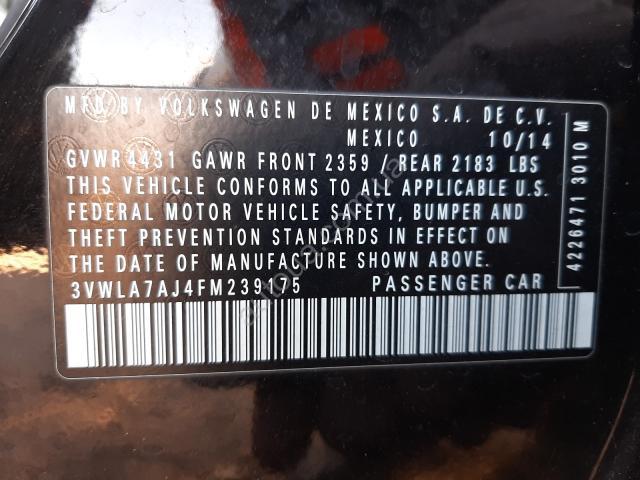 MFD BY VOLKSWAGEN DE MEXICO S.A. DE C.V.
MEXICO 10/14
GVWR 4431 GAWR FRONT 2359 / REAR 2183 LBS
THIS VEHICLE CONFORMS TO ALL APPLICABLE U.S.
FEDERAL MOTOR VEHICLE SAFETY, BUMPER AND
THEFT PREVENTION STANDARDS IN EFFECT ON
THE DATE OF MANUFACTURE SHOWN ABOVE.
3VWLA7AJ4FM239175 PASSENGER CAR
4226471 3010 M